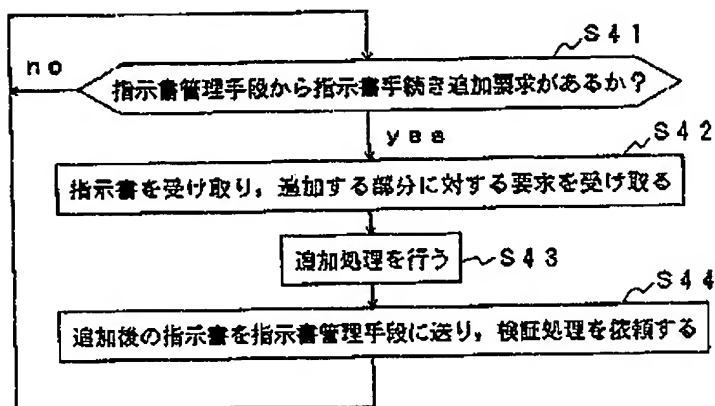 S41
no
指示書管理手段から指示書手続き追加要求があるか?
yes
S42
指示書を受け取り,追加する部分に対する要求を受け取る
追加処理を行う
S43
S44
追加後の指示書を指示書管理手段に送り,検証処理を依頼する